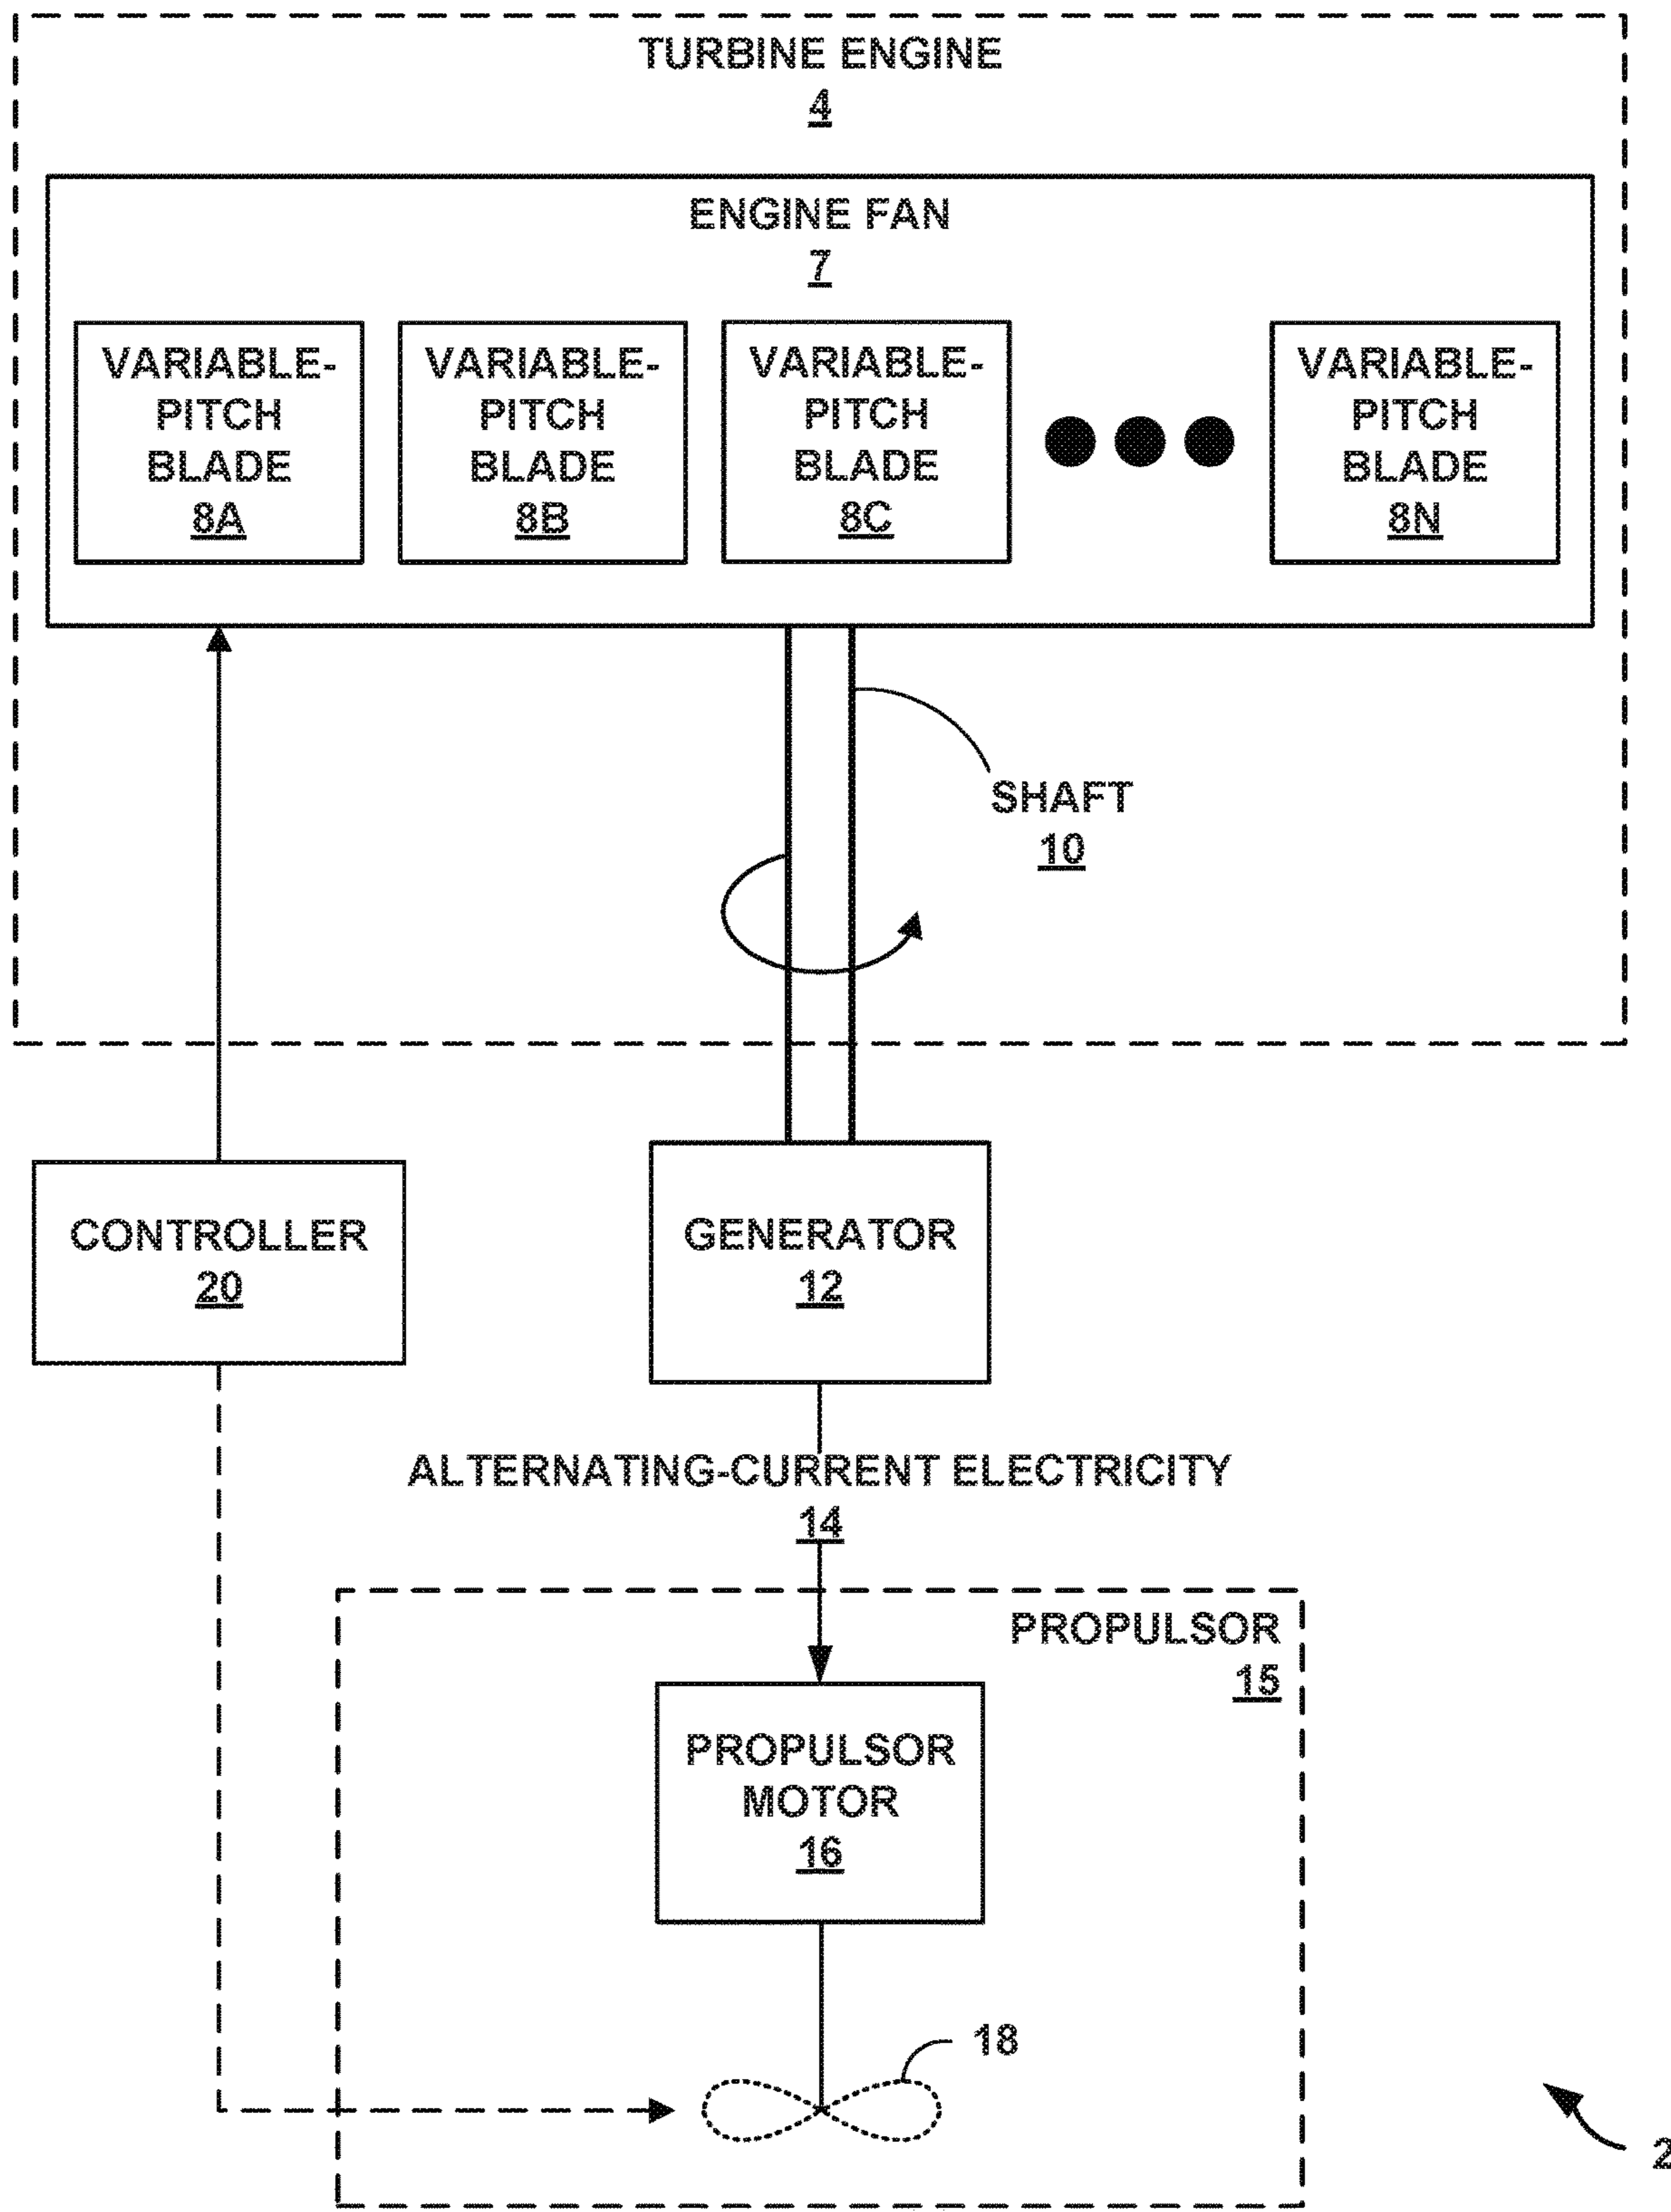 TURBINE ENGINE
4
ENGINE FAN
7
VARIABLE-
PITCH
BLADE
8A
VARIABLE-
PITCH
BLADE
8B
VARIABLE-
PITCH
BLADE
8C
VARIABLE-
PITCH
BLADE
8N
SHAFT
10
CONTROLLER
20
GENERATOR
12
ALTERNATING-CURRENT ELECTRICITY
14
PROPULSOR
15
PROPULSOR
MOTOR
16
18
2